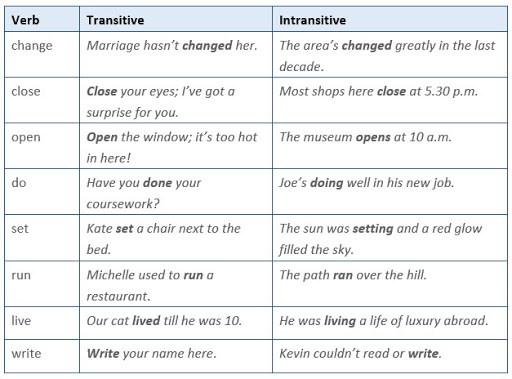 Verb Transitive Intransitive
change Marriage hasn't changed her. The area's changed greatly in the last
decade.
close Close your eyes; I've got a Most shops here close at 5.30 p.m.
surprise for you.
open Open the window; it's too hot The museum opens at 10 a.m.
in here!
do Have you done your Joe's doing well in his new job.
coursework?
set Kate set a chair next to the The sun was setting and a red glow
bed. filled the sky.
run Michelle used to run a The path ran over the hill.
restaurant.
live Our cat lived till he was 10. He was living a life of luxury abroad.
write Write your name here. Kevin couldn't read or write.